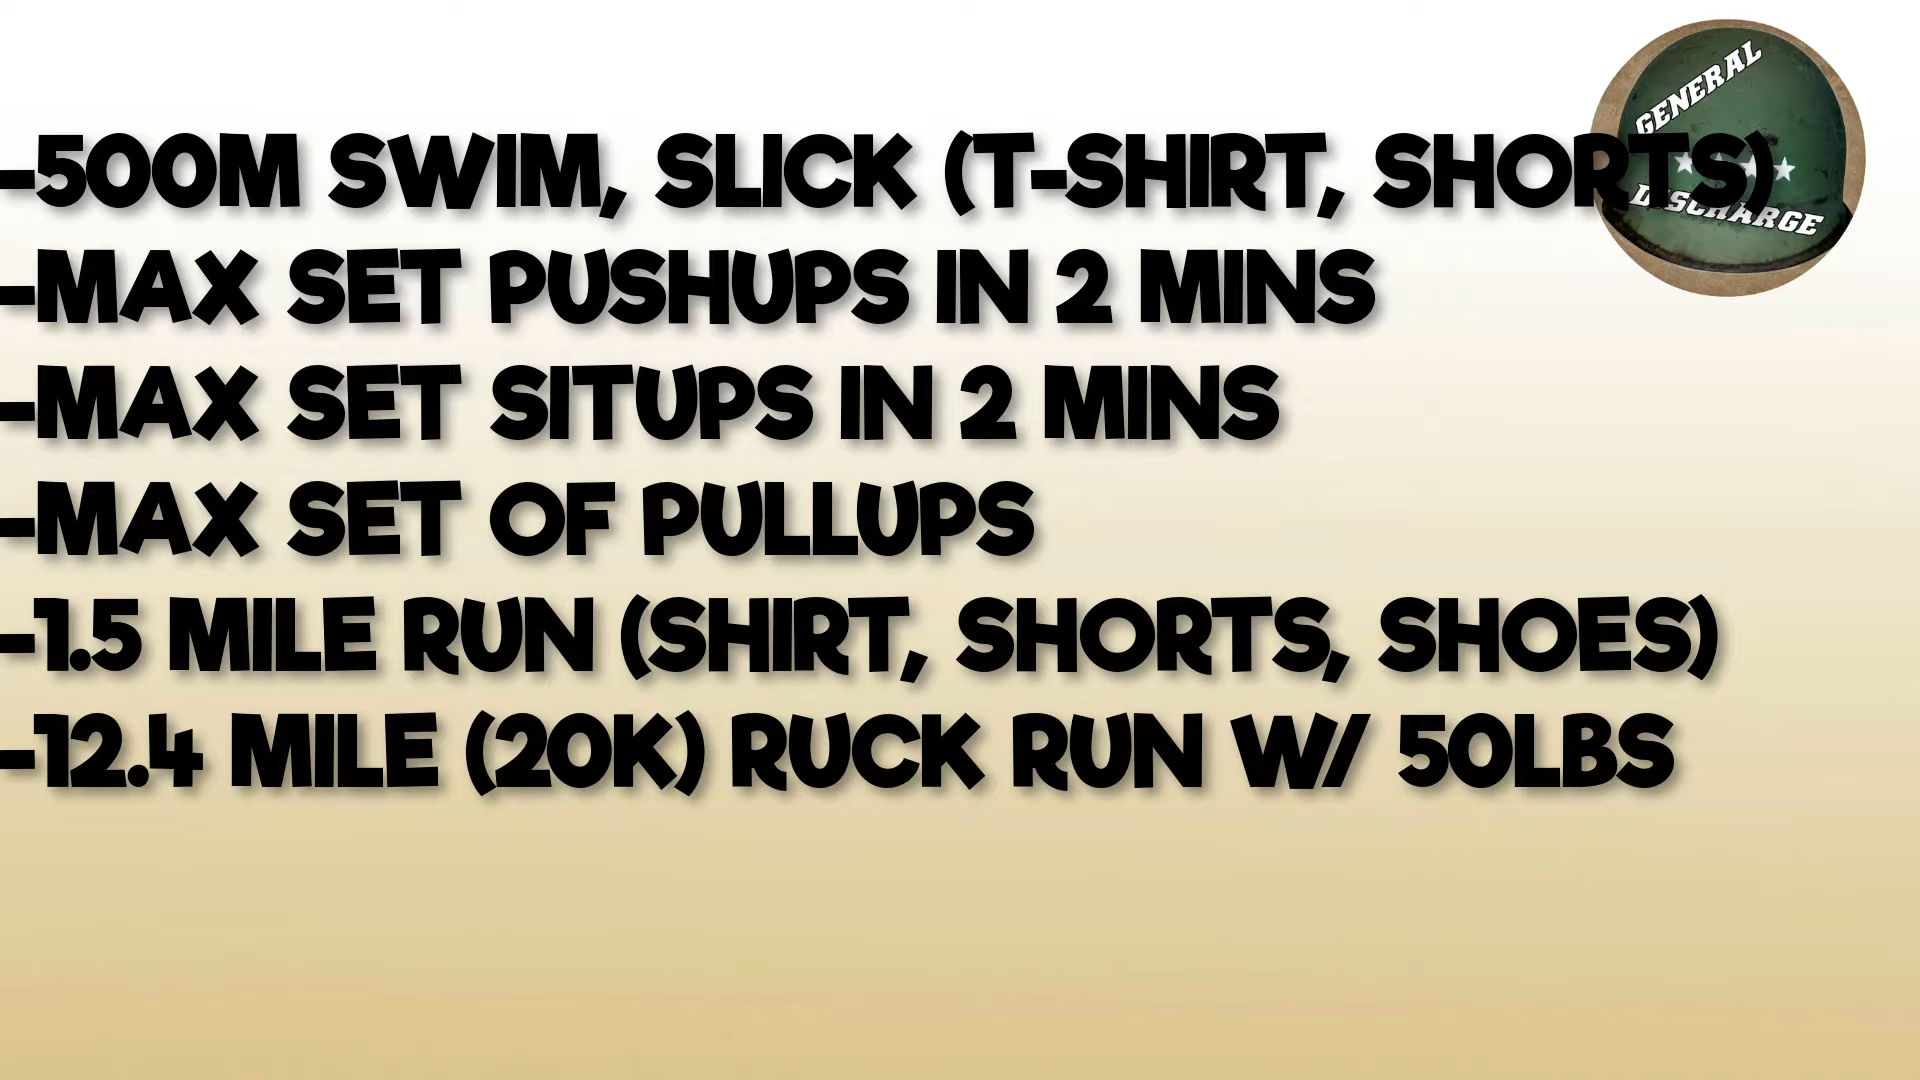 GENERAL
-500M SWIM, SLICK (T-SHIRT, SHORTS)
DISCHARGE
-MAX SET PUSHUPS IN 2 MINS
-MAX SET SITUPS IN 2 MINS
-MAX SET OF PULLUPS
-1.5 MILE RUN (SHIRT, SHORTS, SHOES)
-12.4 MILE (20K) RUCK RUN W/ 50LBS